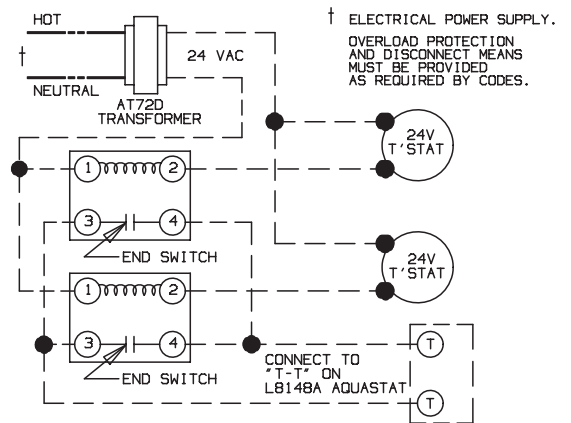 HOT
† ELECTRICAL POWER SUPPLY.
OVERLOAD PROTECTION
AND DISCONNECT MEANS
MUST BE PROVIDED
AS REQUIRED BY CODES.
†
24 VAC
NEUTRAL
AT72D
TRANSFORMER
24V
T'STAT
1
2
3
4
END SWITCH
24V
T'STAT
1
2
3
4
END SWITCH
T
CONNECT TO
"T-T" ON
L8148A AQUASTAT
T